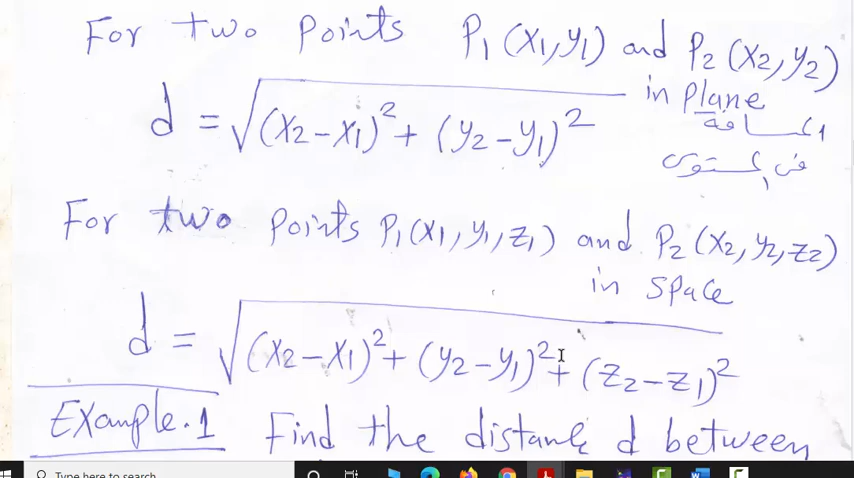 For two Points P₁(x₁,y₁) and P₂(x₂,y₂)
in plane
d = √(x₂-x₁)² + (y₂-y₁)²
المسافة
فى المستوى
For two points P₁(x₁,y₁,z₁) and P₂(x₂,y₂,z₂)
in space
d = √(x₂-x₁)² + (y₂-y₁)² + (z₂-z₁)²
Example.1 Find the distance d between
Type here to search